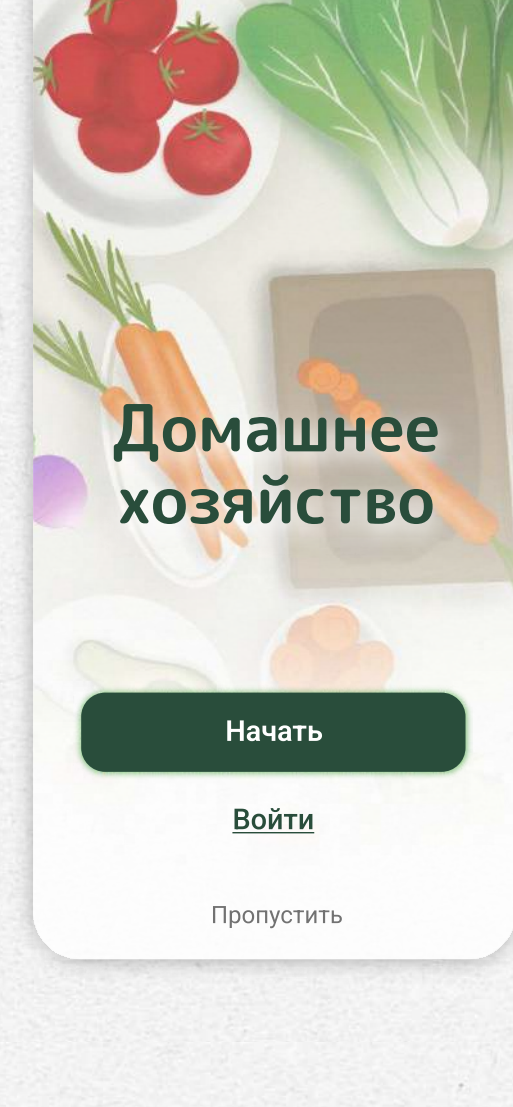 Домашнее
хозяйство
Начать
Войти
Пропустить